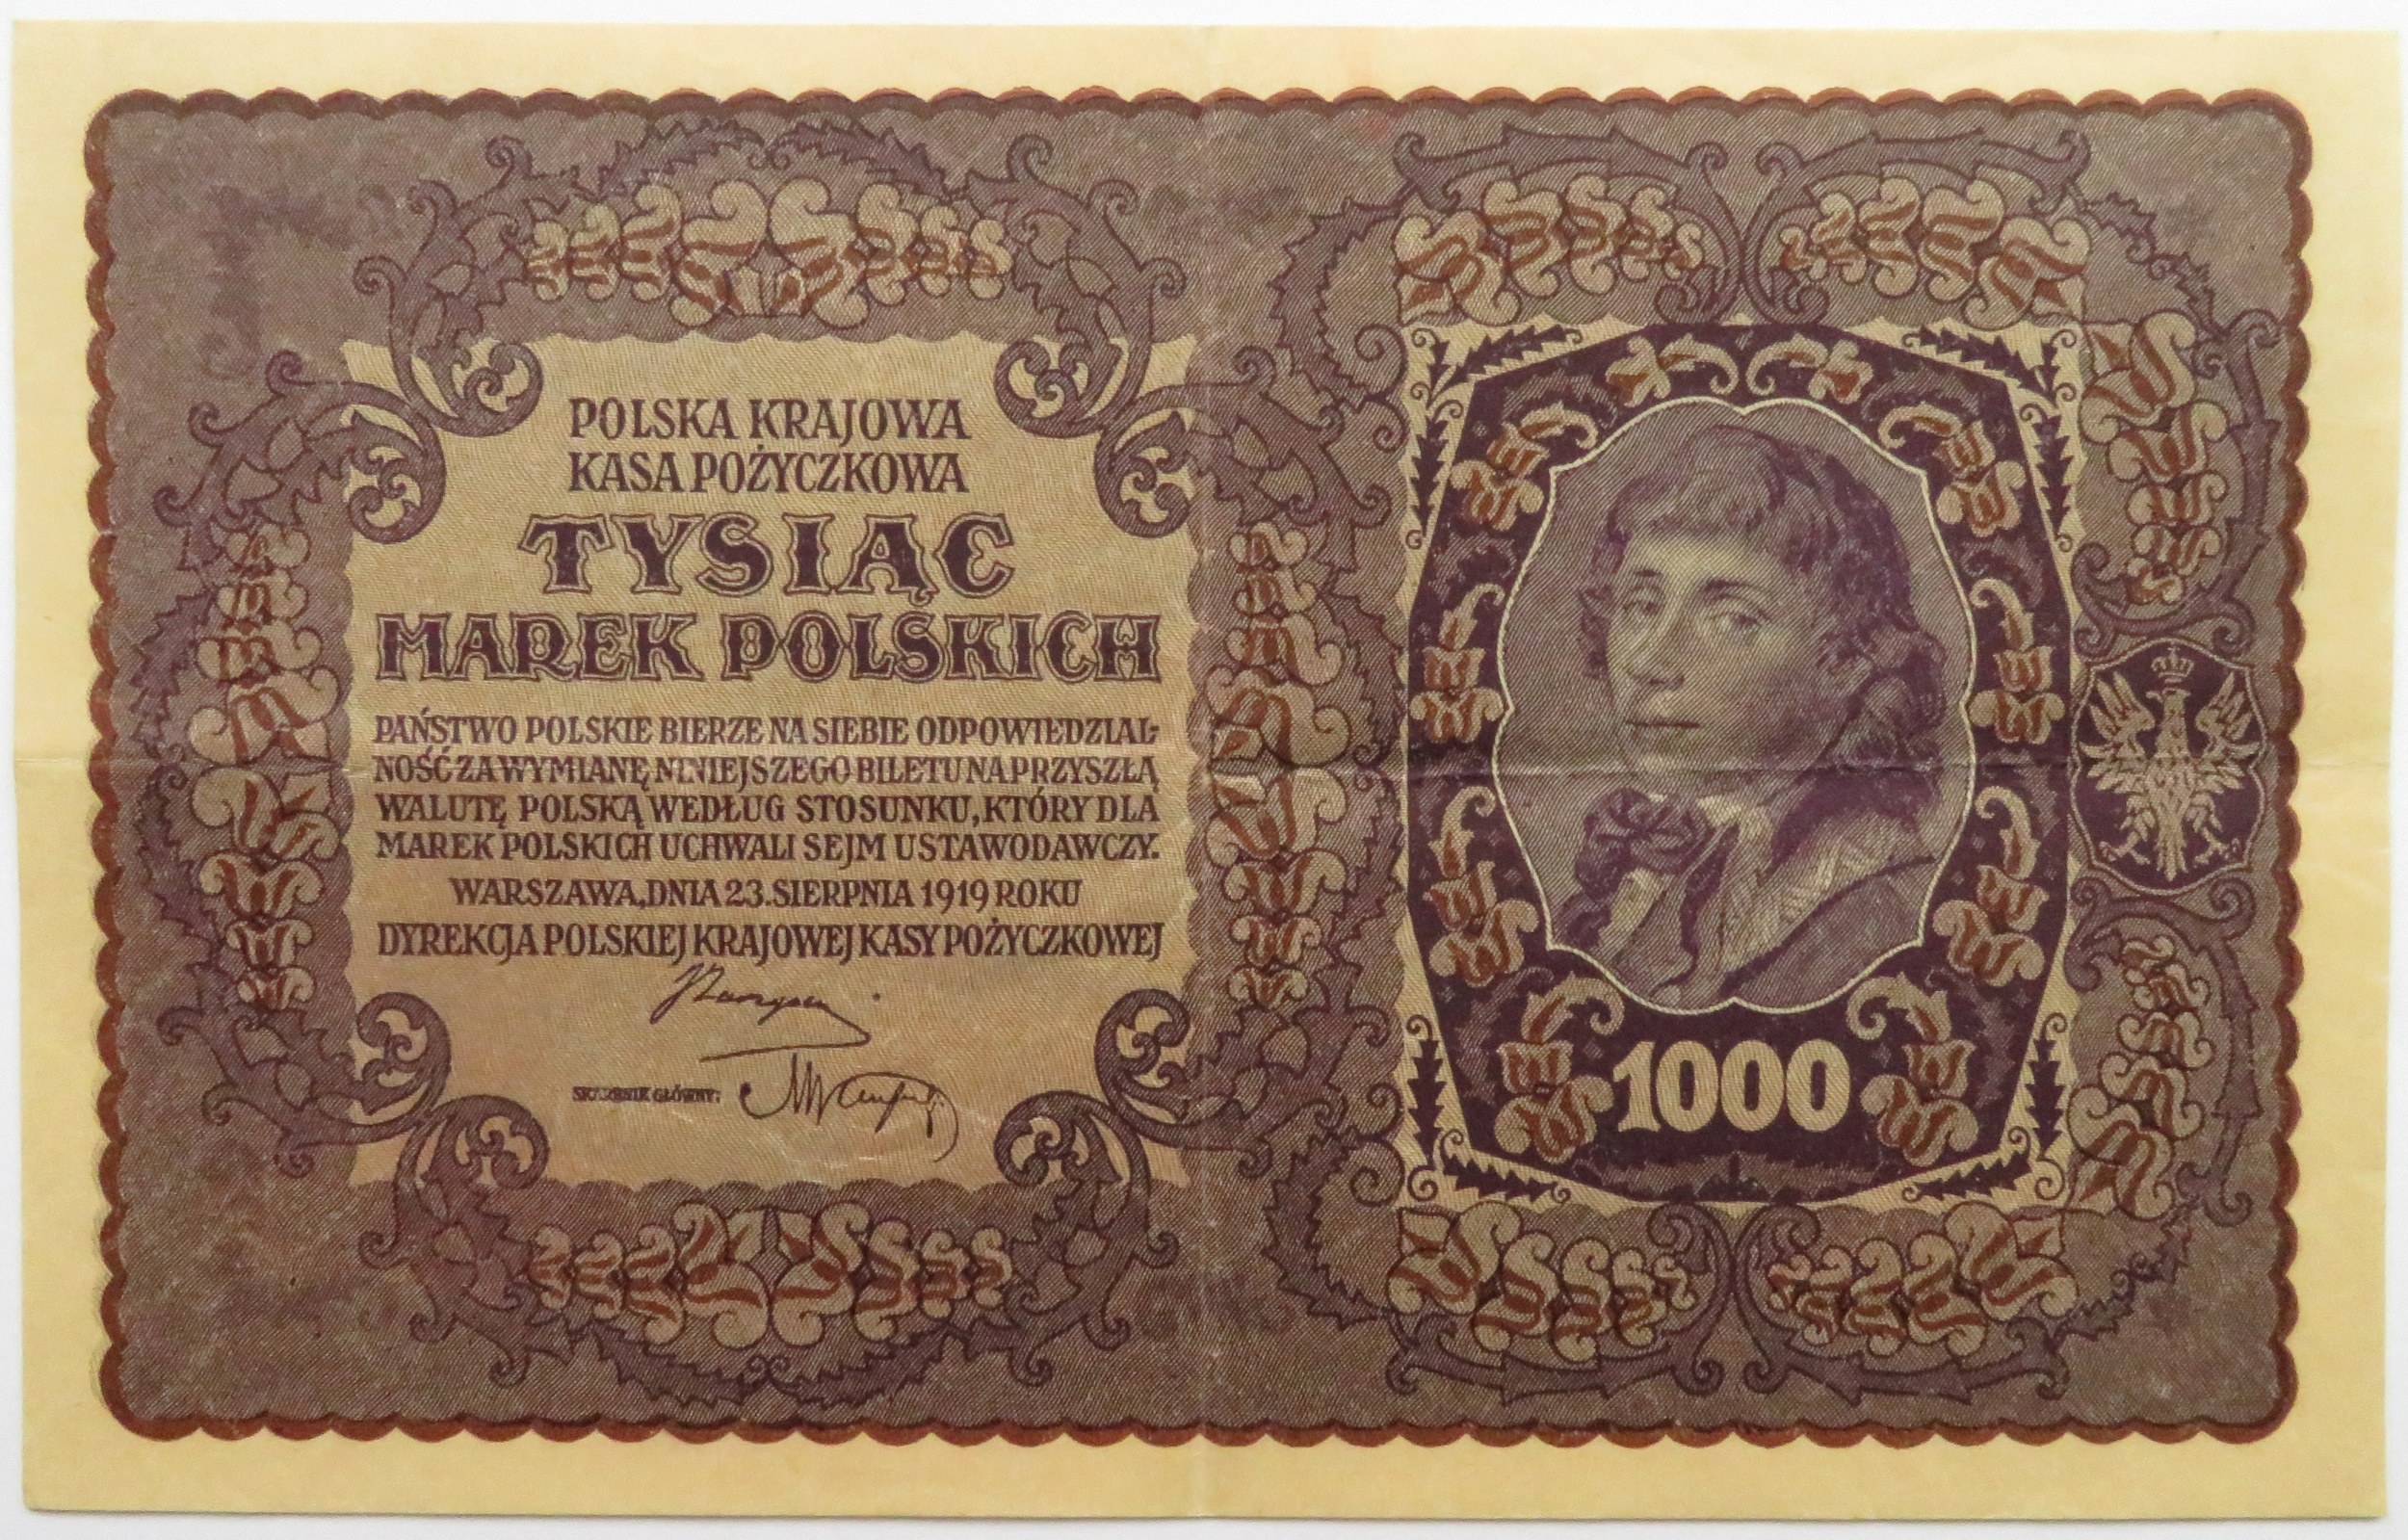 POLSKA KRAJOWA
KASA POŻYCZKOWA
TYSIĄC
MAREK POLSKICH
PAŃSTWO POLSKIE BIERZE NA SIEBIE ODPOWIEDZIAL-
NOŚĆ ZA WYMIANĘ NINIEJSZEGO BILETU NA PRZYSZŁĄ
WALUTĘ POLSKĄ WEDŁUG STOSUNKU, KTÓRY DLA
MAREK POLSKICH UCHWALI SEJM USTAWODAWCZY.
WARSZAWA, DNIA 23. SIERPNIA 1919 ROKU
DYREKCJA POLSKIEJ KRAJOWEJ KASY POŻYCZKOWEJ
SKARBNIK GŁÓWNY:
1000